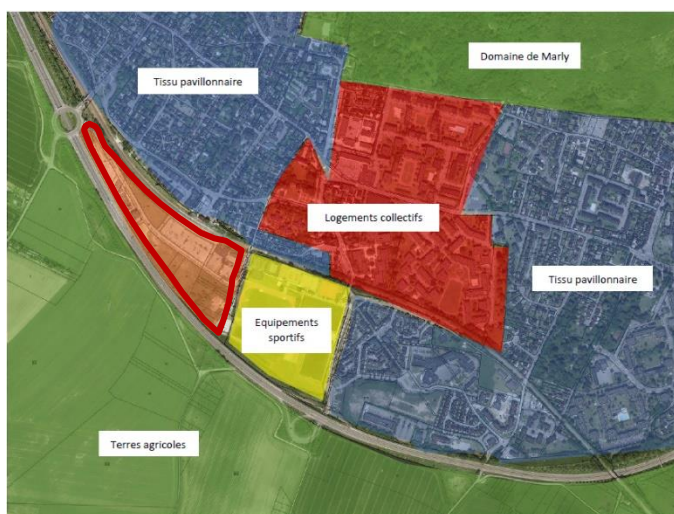 Domaine de Marly
Tissu pavillonnaire
Logements collectifs
Tissu pavillonnaire
Equipements
sportifs
Terres agricoles